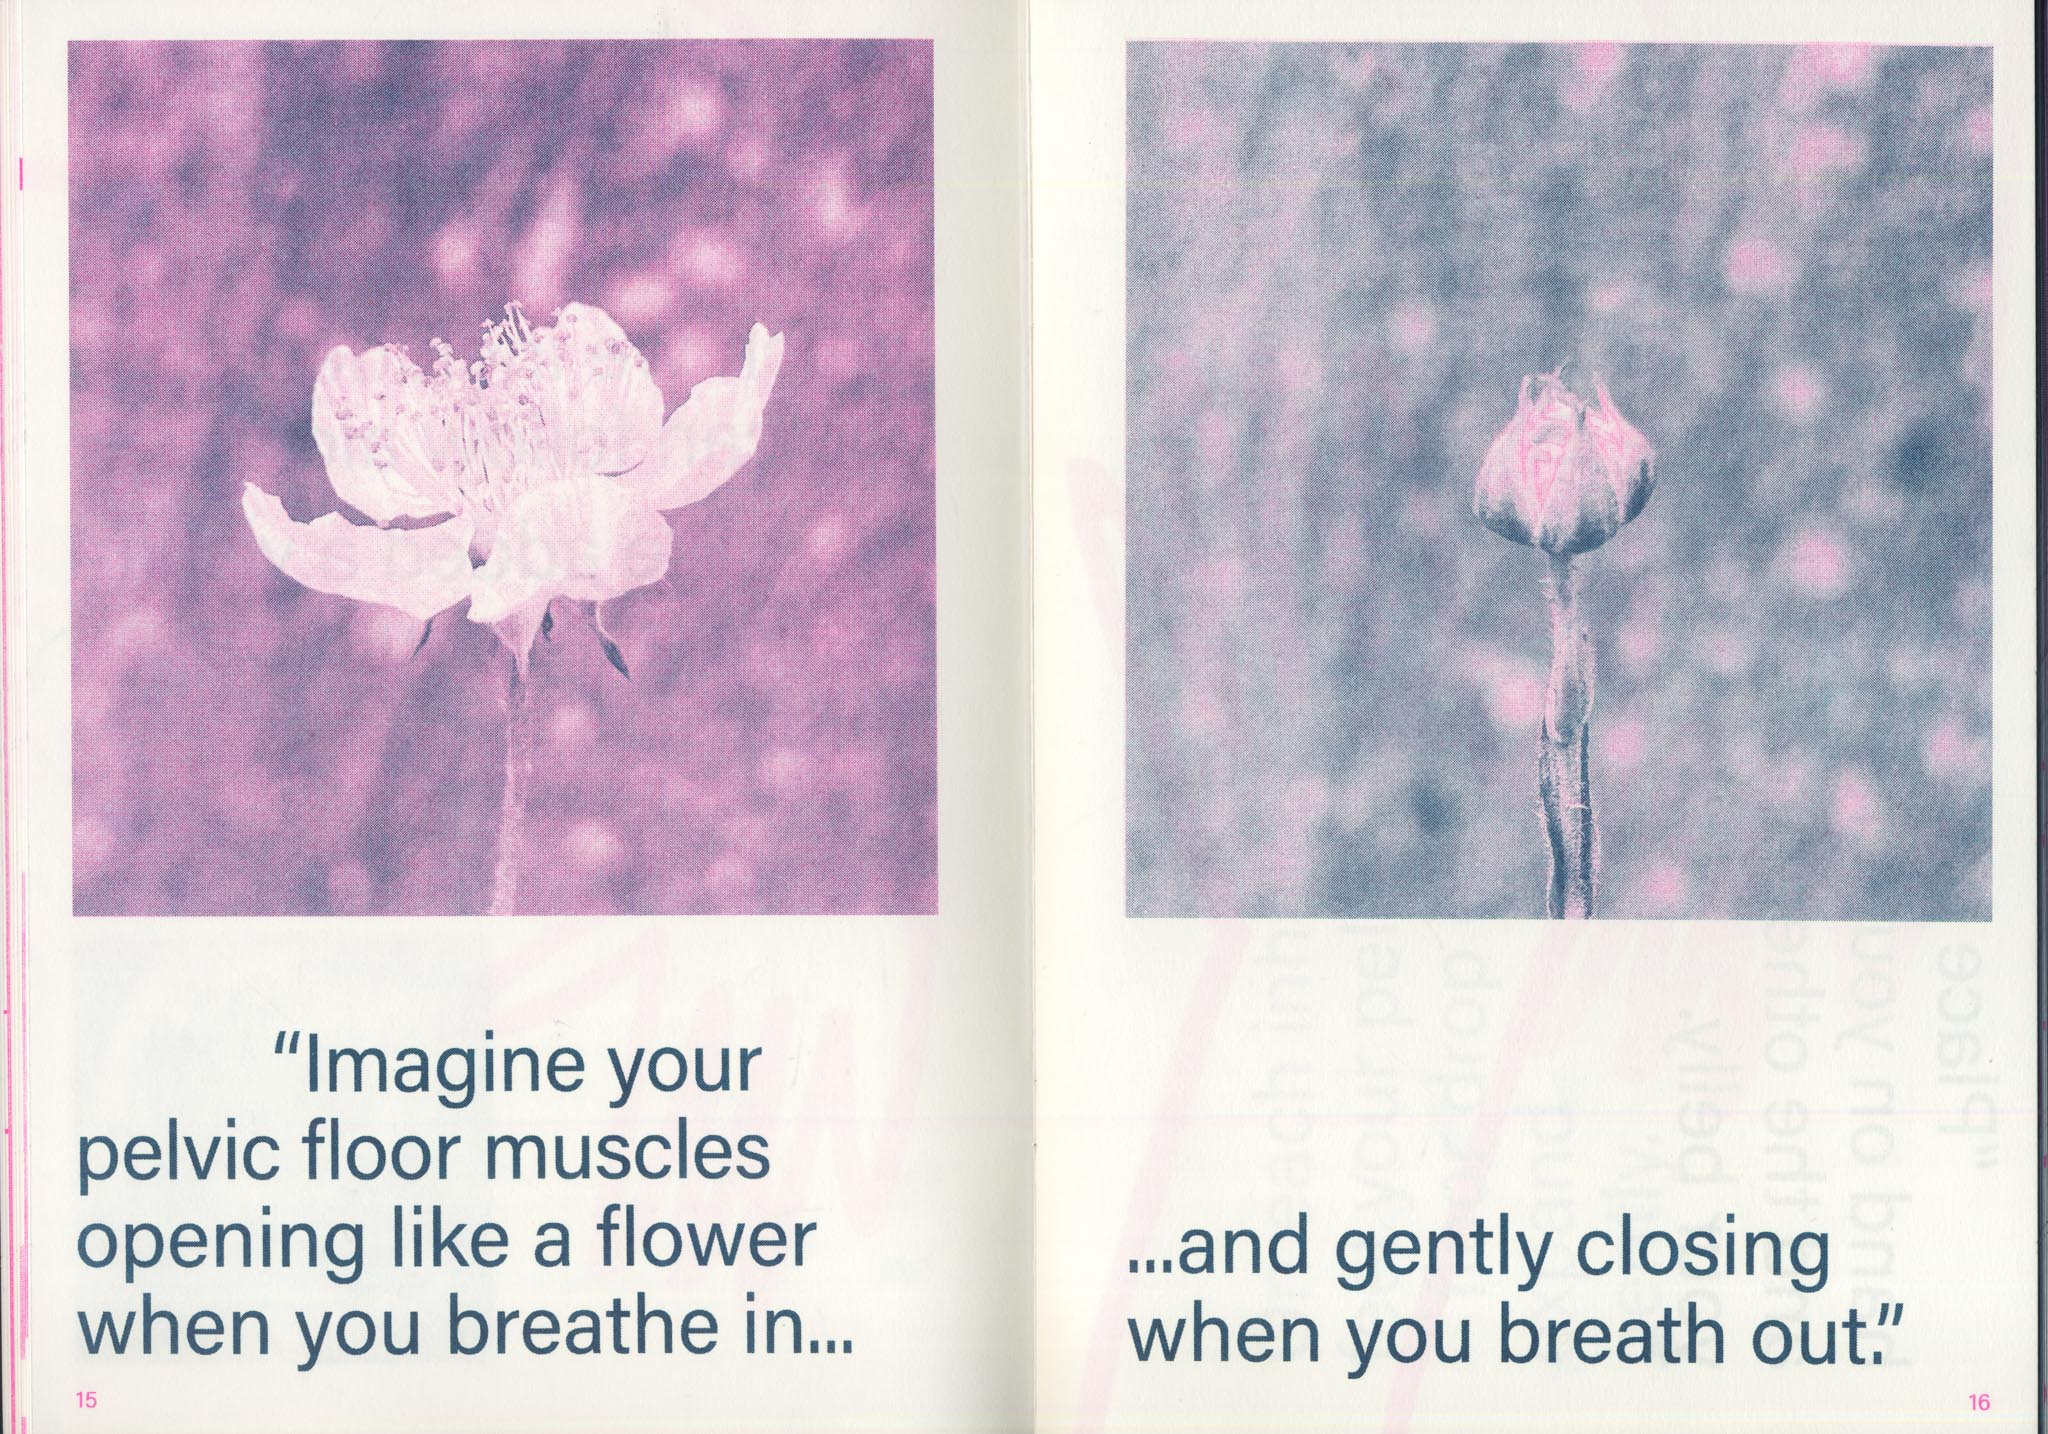 “Imagine your
pelvic floor muscles
opening like a flower
when you breathe in...
15
...and gently closing
when you breath out.”
16